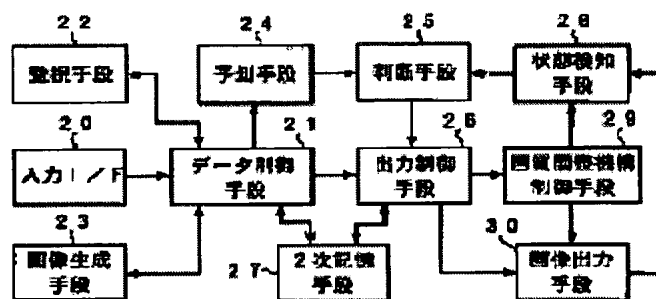 22
24
25
28
登録手段
予測手段
判断手段
状態検知
手段
20
21
26
29
入力I/F
データ制御
手段
出力制御
手段
画質調整機構
制御手段
23
30
画像生成
手段
27
2次記憶
手段
画像出力
手段